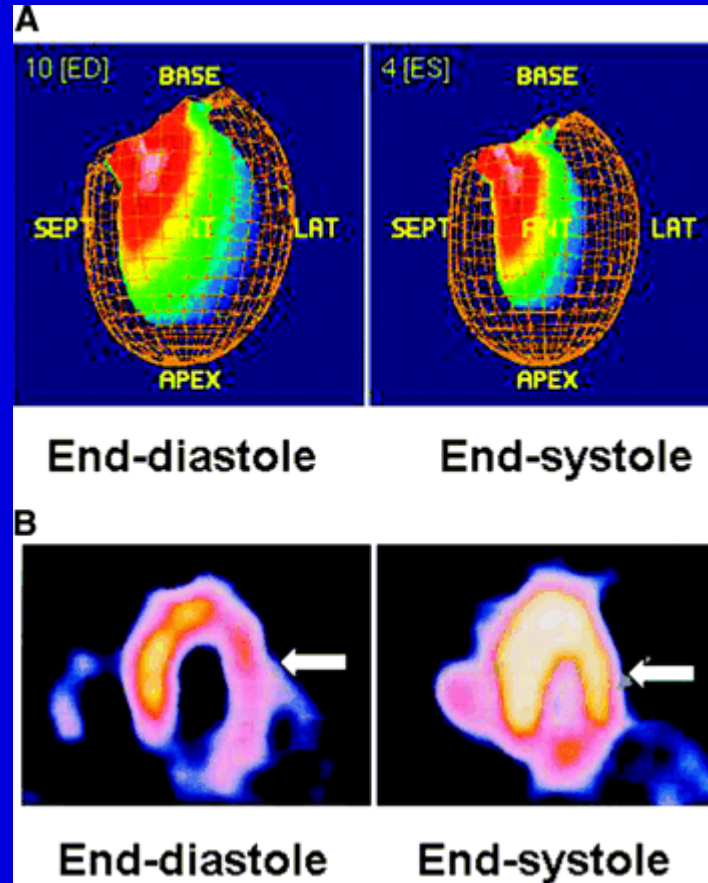 A
10 [ED] BASE
SEPT ANT LAT
APEX
4 [ES] BASE
SEPT ANT LAT
APEX
End-diastole End-systole
B
End-diastole End-systole